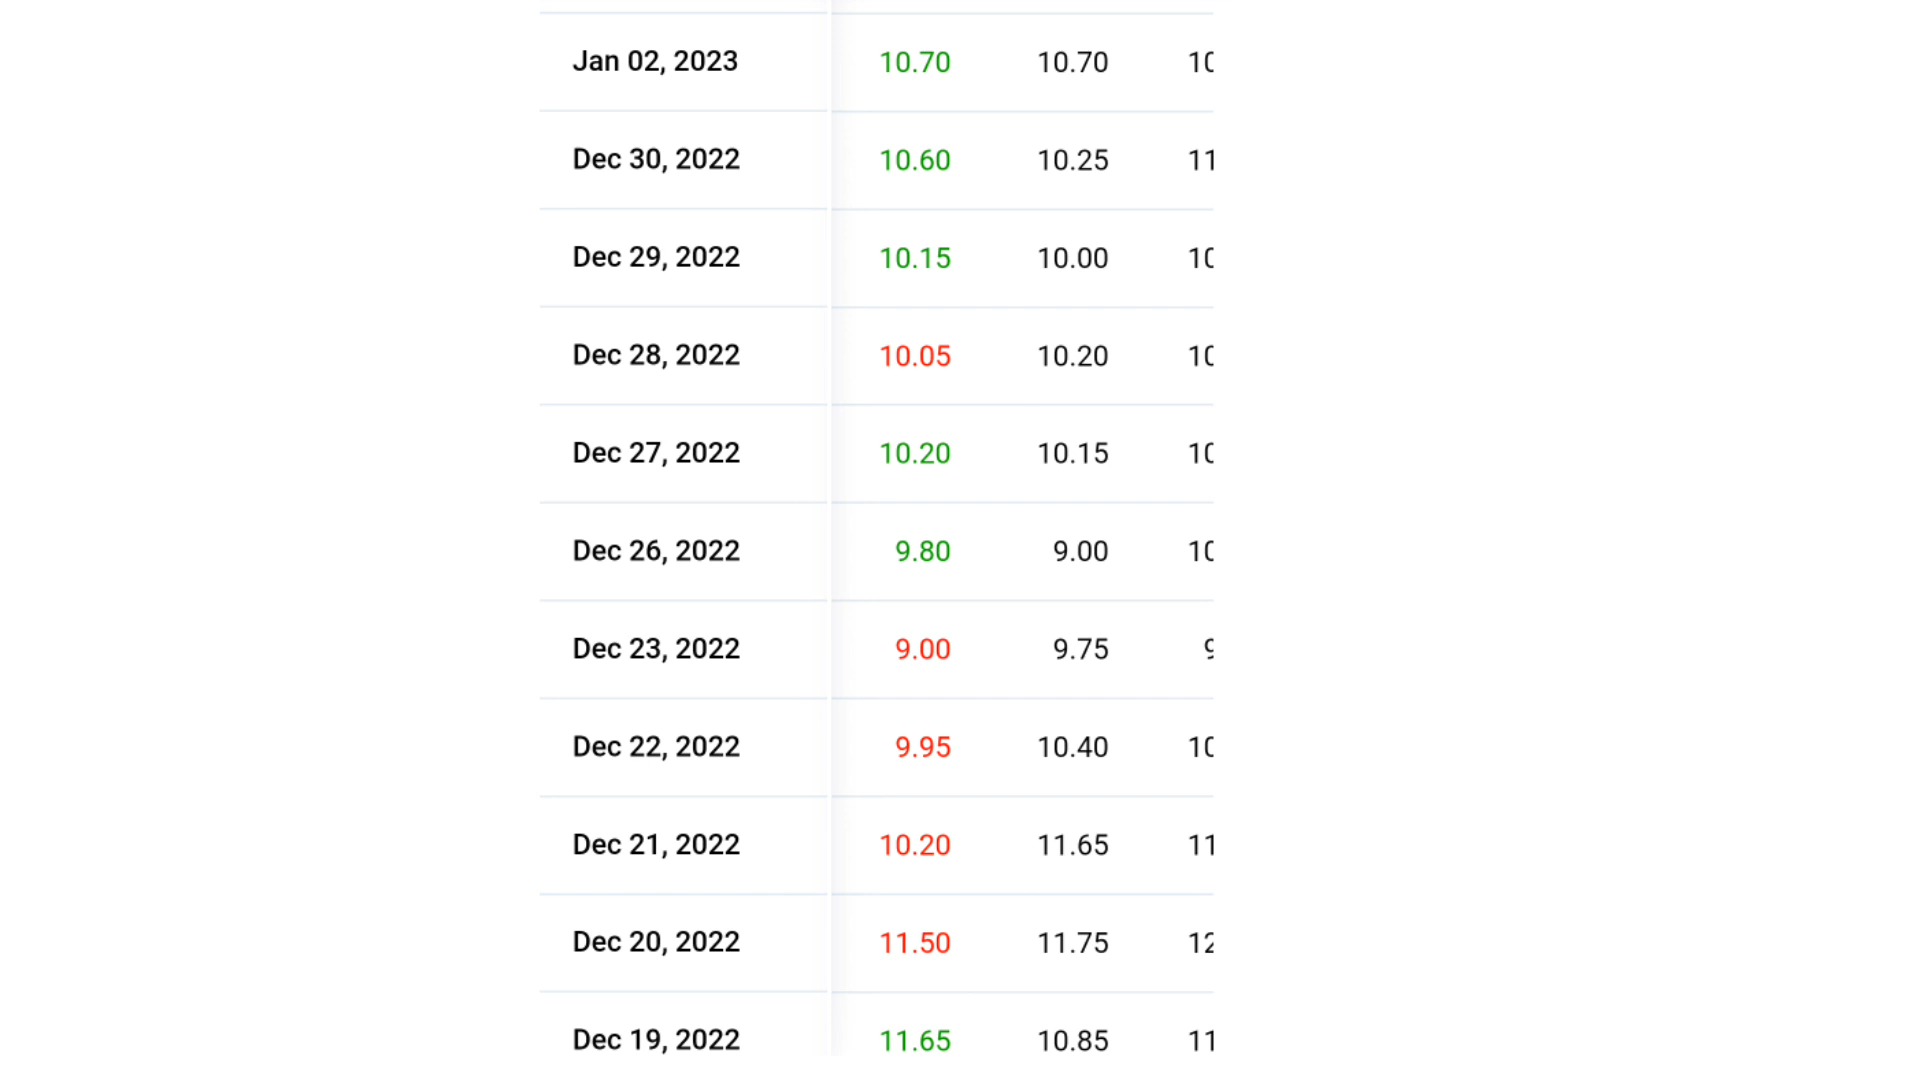 Jan 02, 2023 10.70 10.70
Dec 30, 2022 10.60 10.25 11
Dec 29, 2022 10.15 10.00
Dec 28, 2022 10.05 10.20
Dec 27, 2022 10.20 10.15
Dec 26, 2022 9.80 9.00
Dec 23, 2022 9.00 9.75
Dec 22, 2022 9.95 10.40
Dec 21, 2022 10.20 11.65 11
Dec 20, 2022 11.50 11.75
Dec 19, 2022 11.65 10.85 11